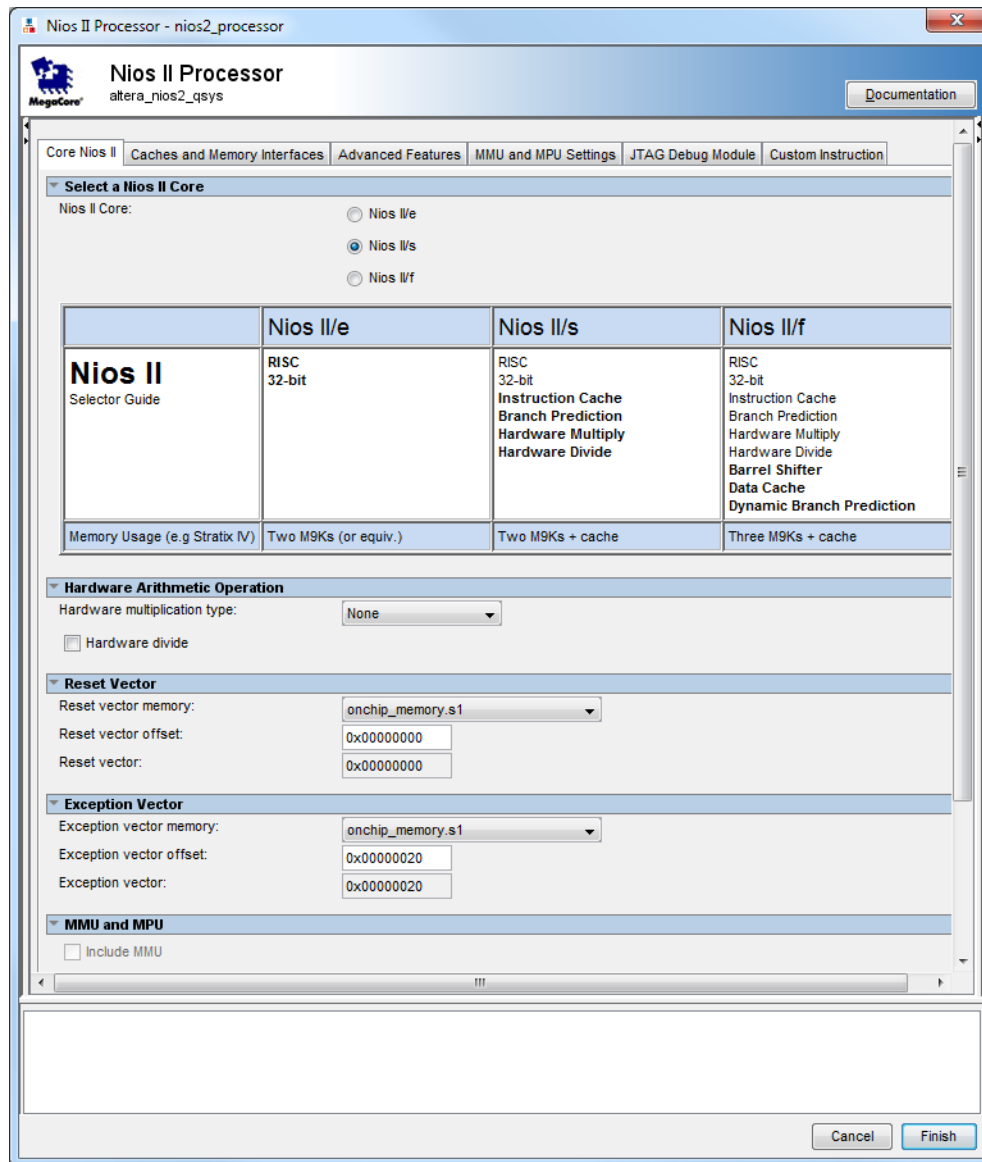 Nios II Processor - nios2_processor
Nios II Processor
altera_nios2_qsys
MegaCore®
Documentation
Core Nios II Caches and Memory Interfaces Advanced Features MMU and MPU Settings JTAG Debug Module Custom Instruction
Select a Nios II Core
Nios II Core:
Nios II/e
Nios II/s
Nios II/f
Nios II/e Nios II/s Nios II/f
Nios II
Selector Guide
RISC
32-bit
RISC
32-bit
Instruction Cache
Branch Prediction
Hardware Multiply
Hardware Divide
RISC
32-bit
Instruction Cache
Branch Prediction
Hardware Multiply
Hardware Divide
Barrel Shifter
Data Cache
Dynamic Branch Prediction
Memory Usage (e.g Stratix IV) Two M9Ks (or equiv.) Two M9Ks + cache Three M9Ks + cache
Hardware Arithmetic Operation
Hardware multiplication type: None
Hardware divide
Reset Vector
Reset vector memory: onchip_memory.s1
Reset vector offset: 0x00000000
Reset vector: 0x00000000
Exception Vector
Exception vector memory: onchip_memory.s1
Exception vector offset: 0x00000020
Exception vector: 0x00000020
MMU and MPU
Include MMU
Cancel Finish